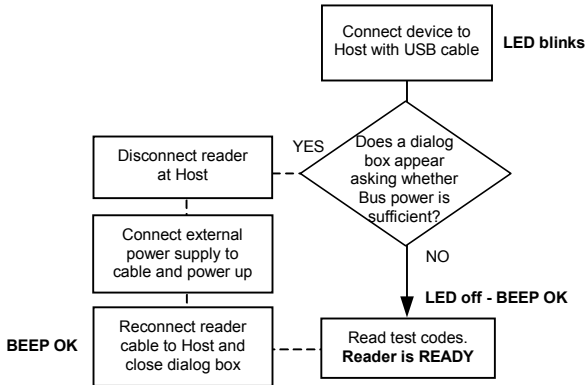 Connect device to
Host with USB cable
LED blinks
Does a dialog
box appear
asking whether
Bus power is
sufficient?
YES
Disconnect reader
at Host
Connect external
power supply to
cable and power up
NO
LED off - BEEP OK
BEEP OK
Reconnect reader
cable to Host and
close dialog box
Read test codes.
Reader is READY